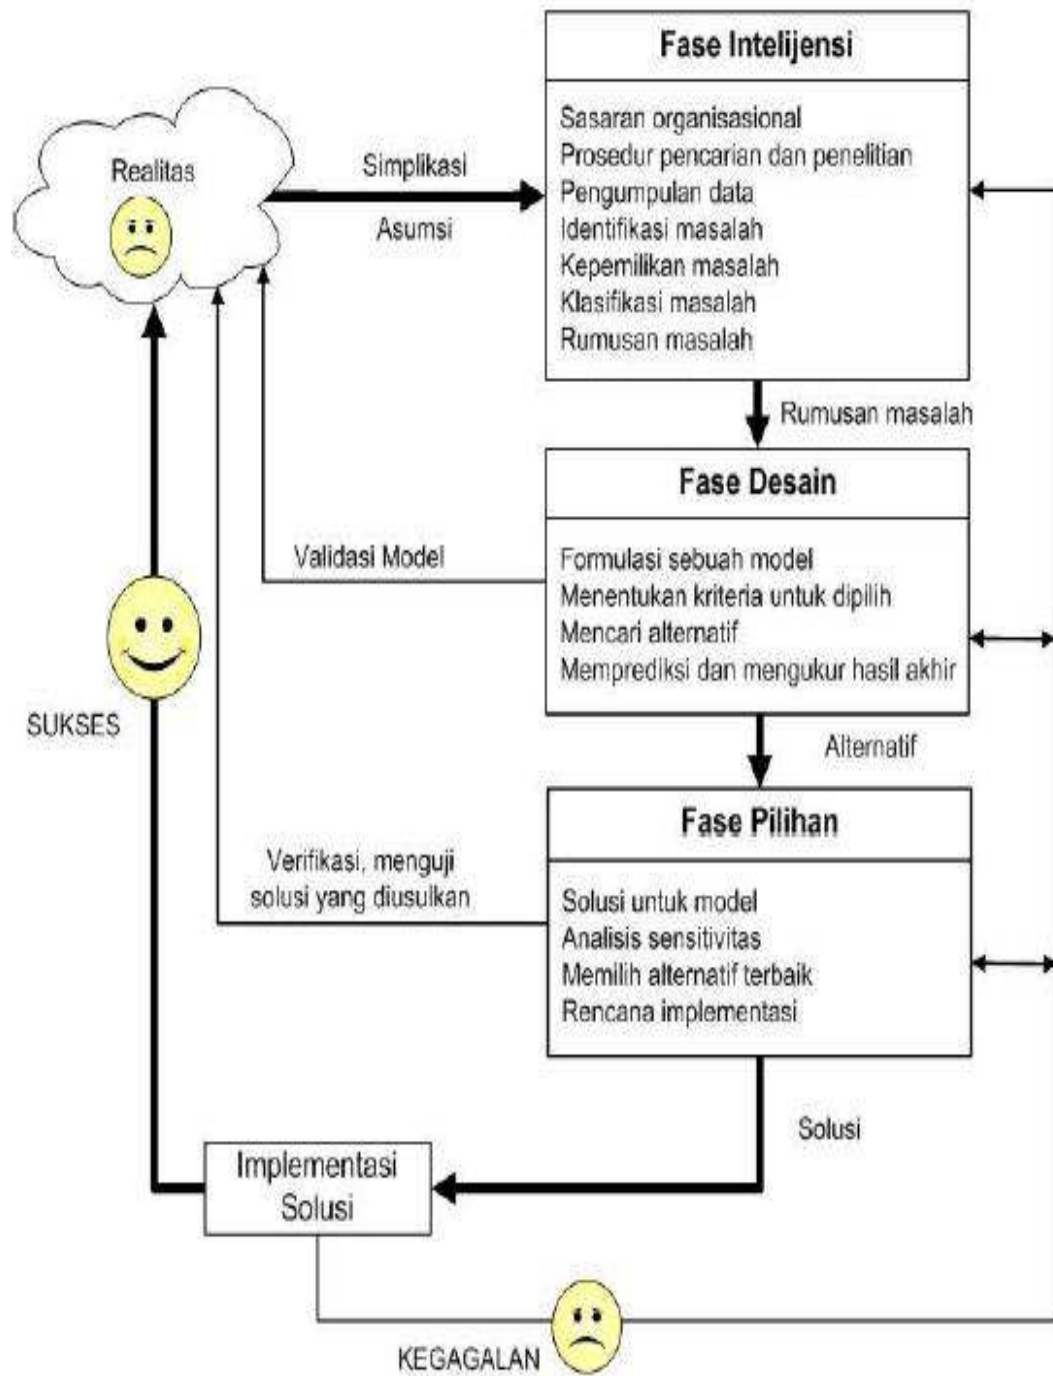 Fase Intelijensi
Sasaran organisasional
Prosedur pencarian dan penelitian
Pengumpulan data
Identifikasi masalah
Kepemilikan masalah
Klasifikasi masalah
Rumusan masalah
Realitas
Simplikasi
Asumsi
Rumusan masalah
Fase Desain
Formulasi sebuah model
Menentukan kriteria untuk dipilih
Mencari alternatif
Memprediksi dan mengukur hasil akhir
Validasi Model
SUKSES
Alternatif
Fase Pilihan
Solusi untuk model
Analisis sensitivitas
Memilih alternatif terbaik
Rencana implementasi
Verifikasi, menguji
solusi yang diusulkan
Solusi
Implementasi
Solusi
KEGAGALAN